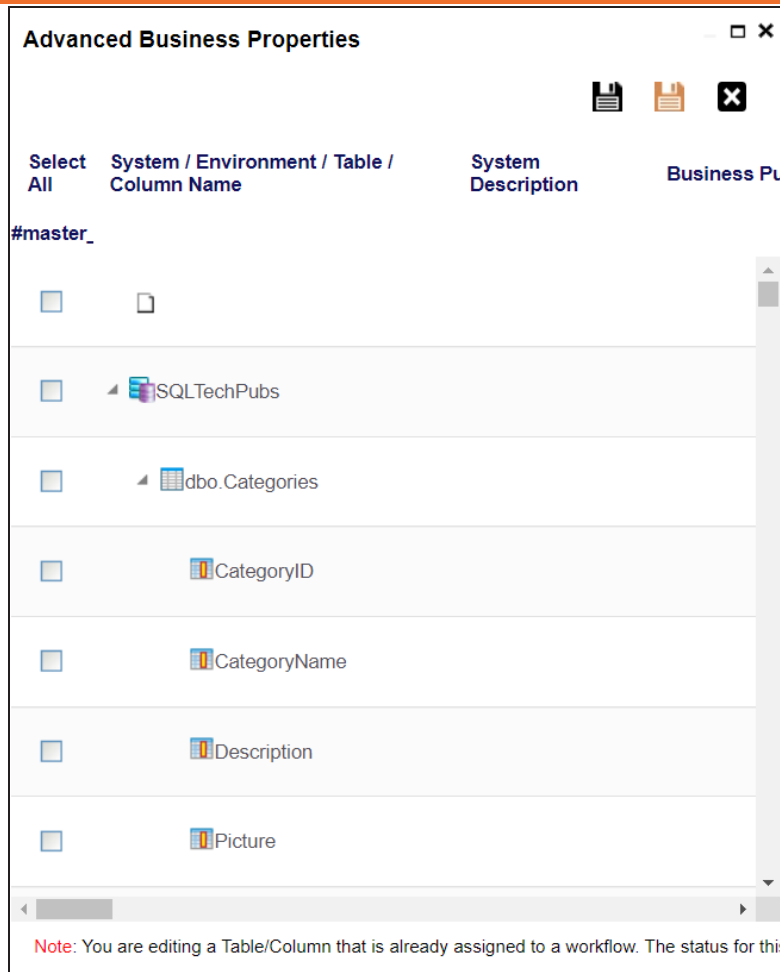 Advanced Business Properties
Select All
System / Environment / Table / Column Name
System Description
Business Pu
#master_
SQLTechPubs
dbo.Categories
CategoryID
CategoryName
Description
Picture
Note: You are editing a Table/Column that is already assigned to a workflow. The status for this